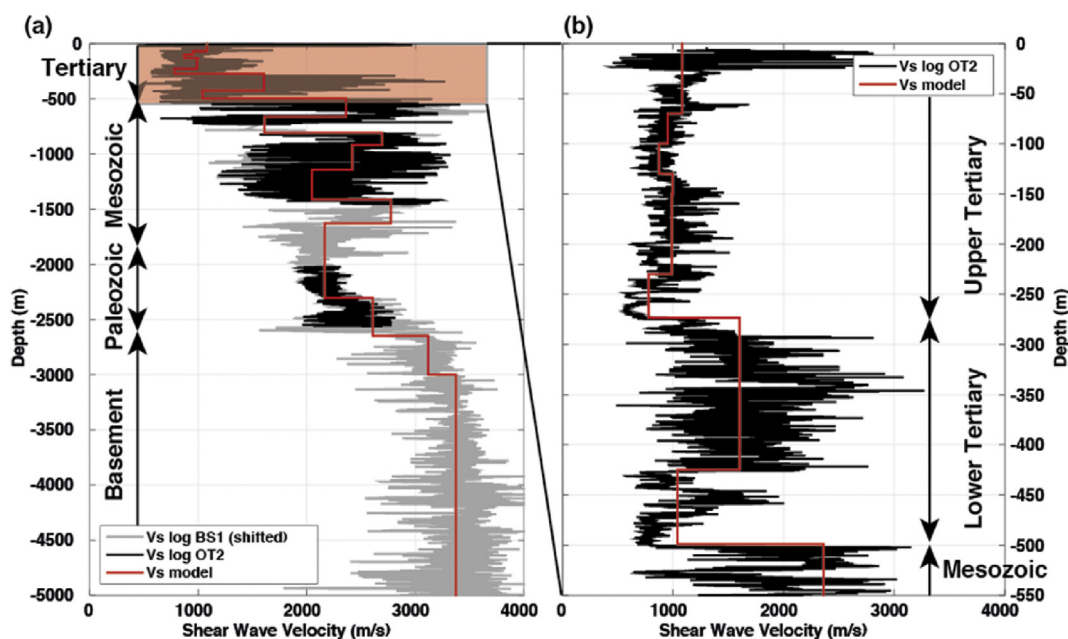 (a)
0
-500
-1000
-1500
-2000
-2500
-3000
-3500
-4000
-4500
-5000
Depth (m)
Tertiary
Mesozoic
Paleozoic
Basement
Vs log BS1 (shifted)
Vs log OT2
Vs model
0 1000 2000 3000 4000
Shear Wave Velocity (m/s)
(b)
Vs log OT2
Vs model
0
-50
-100
-150
-200
-250
-300
-350
-400
-450
-500
-550
Depth (m)
Upper Tertiary
Lower Tertiary
Mesozoic
0 1000 2000 3000 4000
Shear Wave Velocity (m/s)